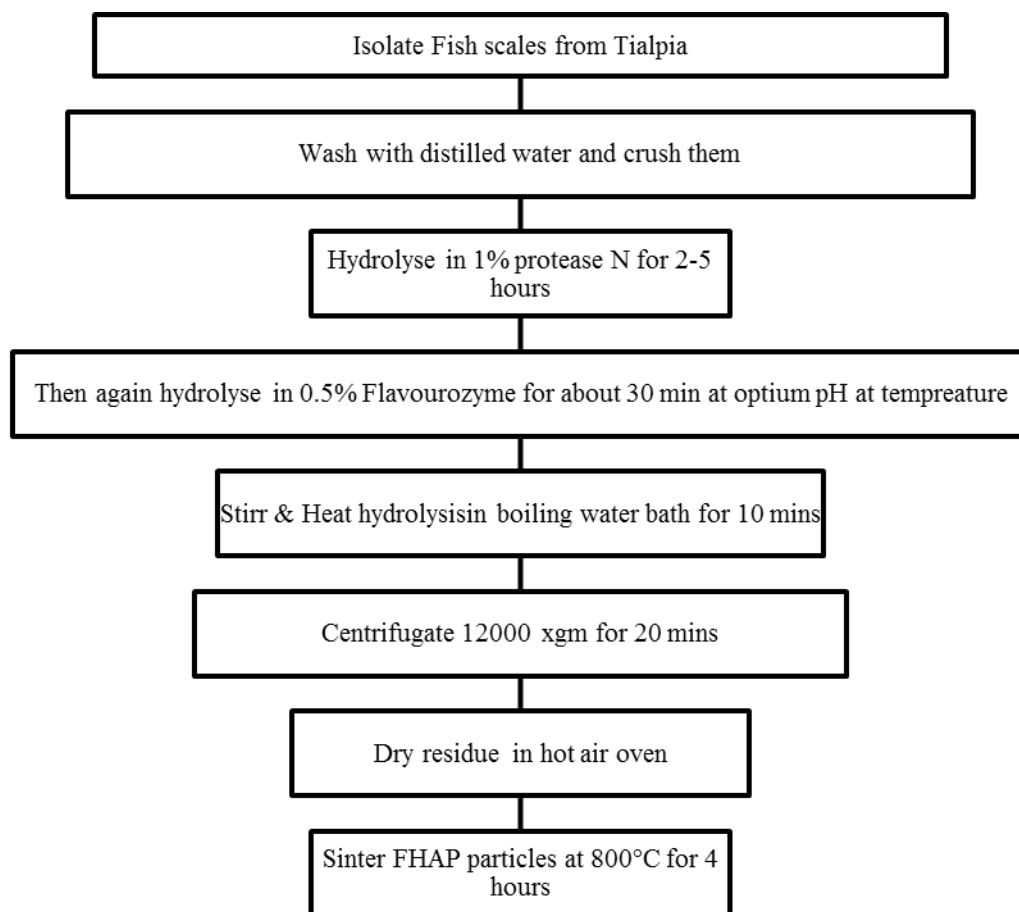 Isolate Fish scales from Tialpia
Wash with distilled water and crush them
Hydrolyse in 1% protease N for 2-5
hours
Then again hydrolyse in 0.5% Flavourozyme for about 30 min at optium pH at tempreature
Stirr & Heat hydrolysisin boiling water bath for 10 mins
Centrifugate 12000 xgm for 20 mins
Dry residue in hot air oven
Sinter FHAP particles at 800°C for 4
hours